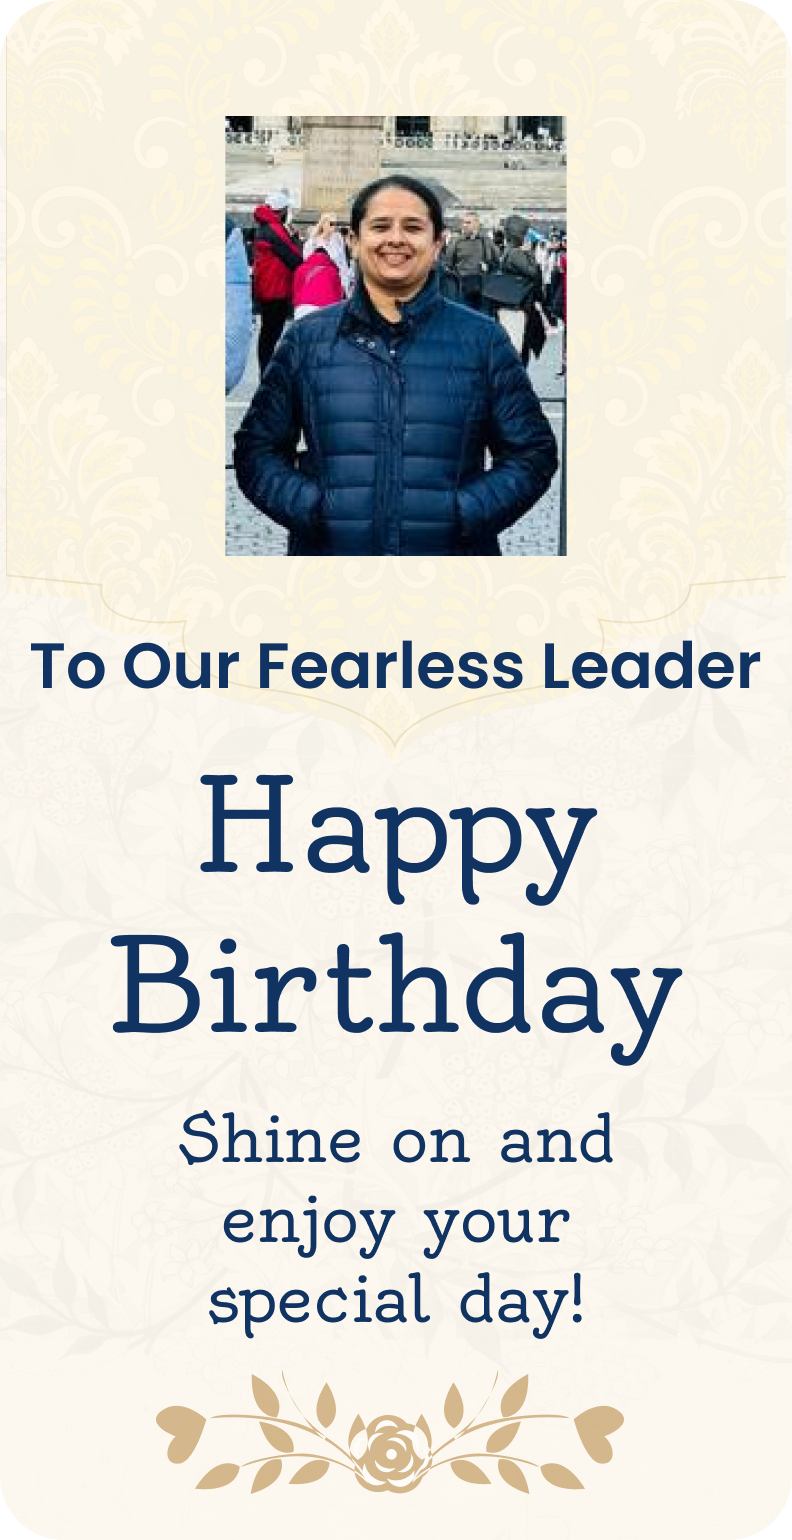 To Our Fearless Leader
Happy
Birthday
Shine on and
enjoy your
special day!